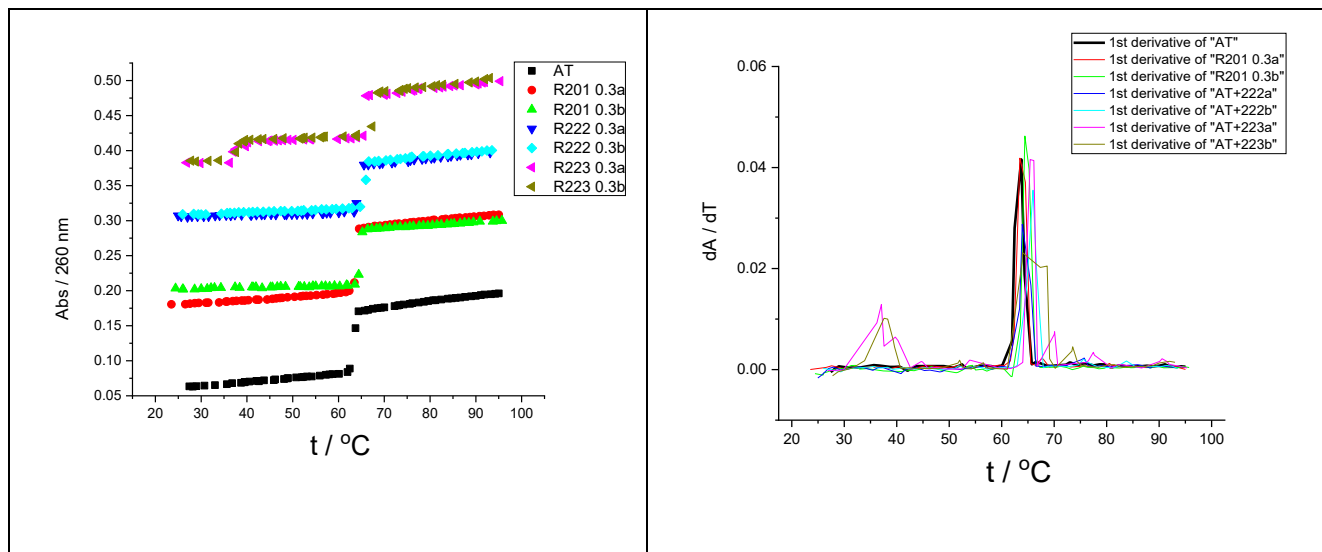 0.50
0.45
0.40
0.35
0.30
0.25
0.20
0.15
0.10
0.05
Abs / 260 nm
20 30 40 50 60 70 80 90 100
t / °C
AT
R201 0.3a
R201 0.3b
R222 0.3a
R222 0.3b
R223 0.3a
R223 0.3b
0.06
0.04
0.02
0.00
dA / dT
20 30 40 50 60 70 80 90 100
t / °C
1st derivative of "AT"
1st derivative of "R201 0.3a"
1st derivative of "R201 0.3b"
1st derivative of "AT+222a"
1st derivative of "AT+222b"
1st derivative of "AT+223a"
1st derivative of "AT+223b"